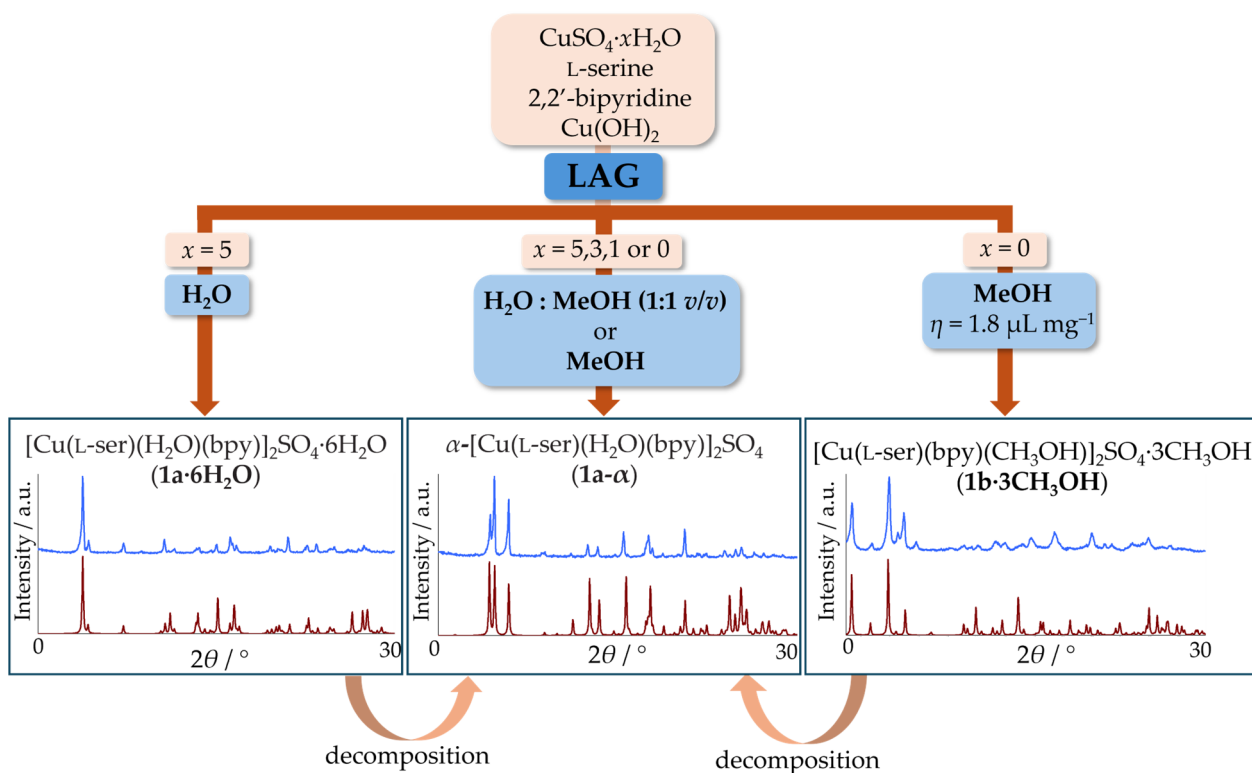 CuSO₄·xH₂O
L-serine
2,2'-bipyridine
Cu(OH)₂
LAG
x = 5
H₂O
x = 5,3,1 or 0
H₂O : MeOH (1:1 v/v)
or
MeOH
x = 0
MeOH
η = 1.8 µL mg⁻¹
[Cu(L-ser)(H₂O)(bpy)]₂SO₄·6H₂O
(1a·6H₂O)
Intensity / a.u.
0
2θ / °
30
α-[Cu(L-ser)(H₂O)(bpy)]₂SO₄
(1a-α)
Intensity / a.u.
0
2θ / °
30
[Cu(L-ser)(bpy)(CH₃OH)]₂SO₄·3CH₃OH
(1b·3CH₃OH)
Intensity / a.u.
0
2θ / °
30
decomposition
decomposition